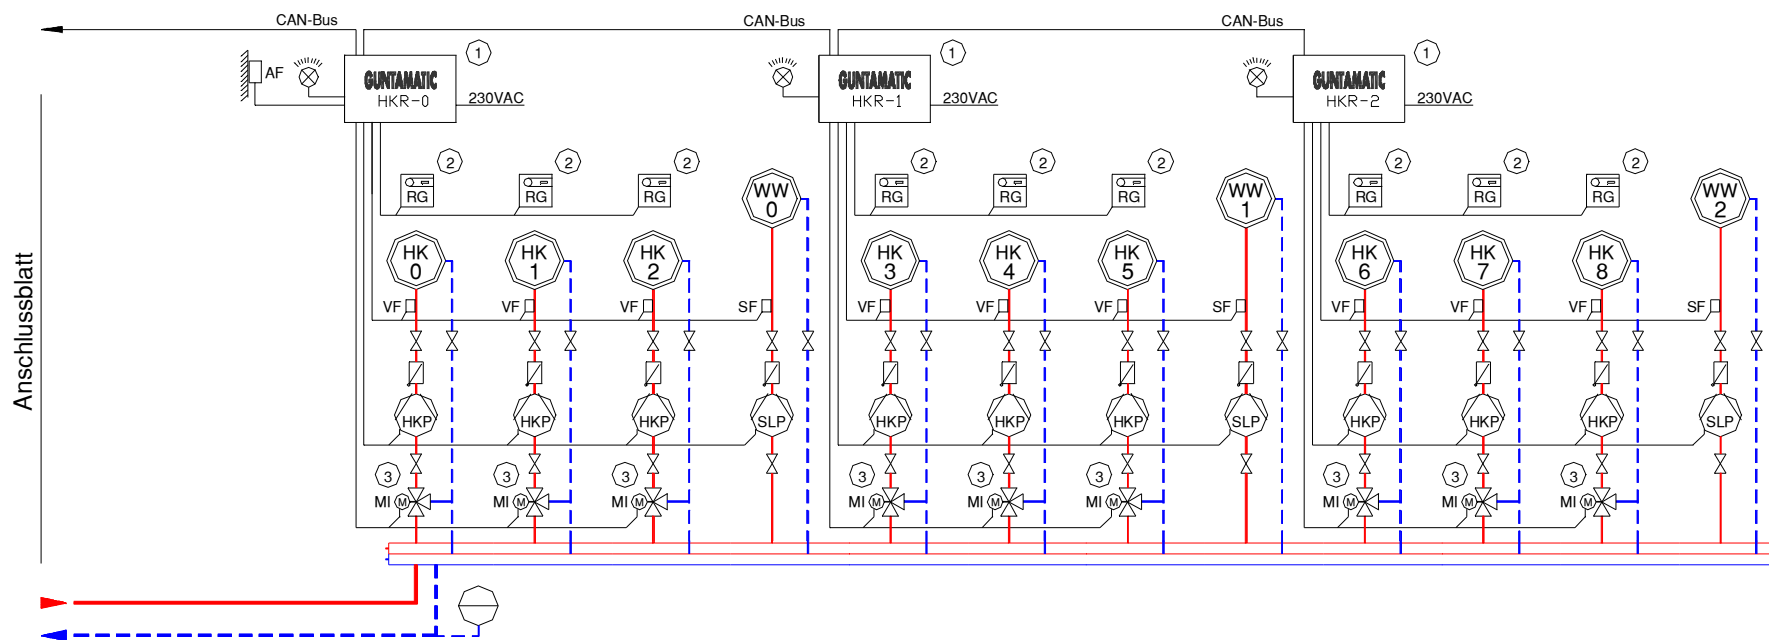 CAN-Bus CAN-Bus CAN-Bus
1 1 1
AF
GUNTAMATIC GUNTAMATIC GUNTAMATIC
HKR-0 230VAC HKR-1 230VAC HKR-2 230VAC
2 2 2 2 2 2 2 2 2
RG RG RG RG RG RG RG RG RG
WW WW WW
0 1 2
HK HK HK HK HK HK HK HK HK
0 1 2 3 4 5 6 7 8
VF VF VF SF VF VF VF SF VF VF VF SF
Anschlussblatt
HKP HKP HKP SLP HKP HKP HKP SLP HKP HKP HKP SLP
3 3 3 3 3 3 3 3 3
MI M MI M MI M MI M MI M MI M MI M MI M MI M